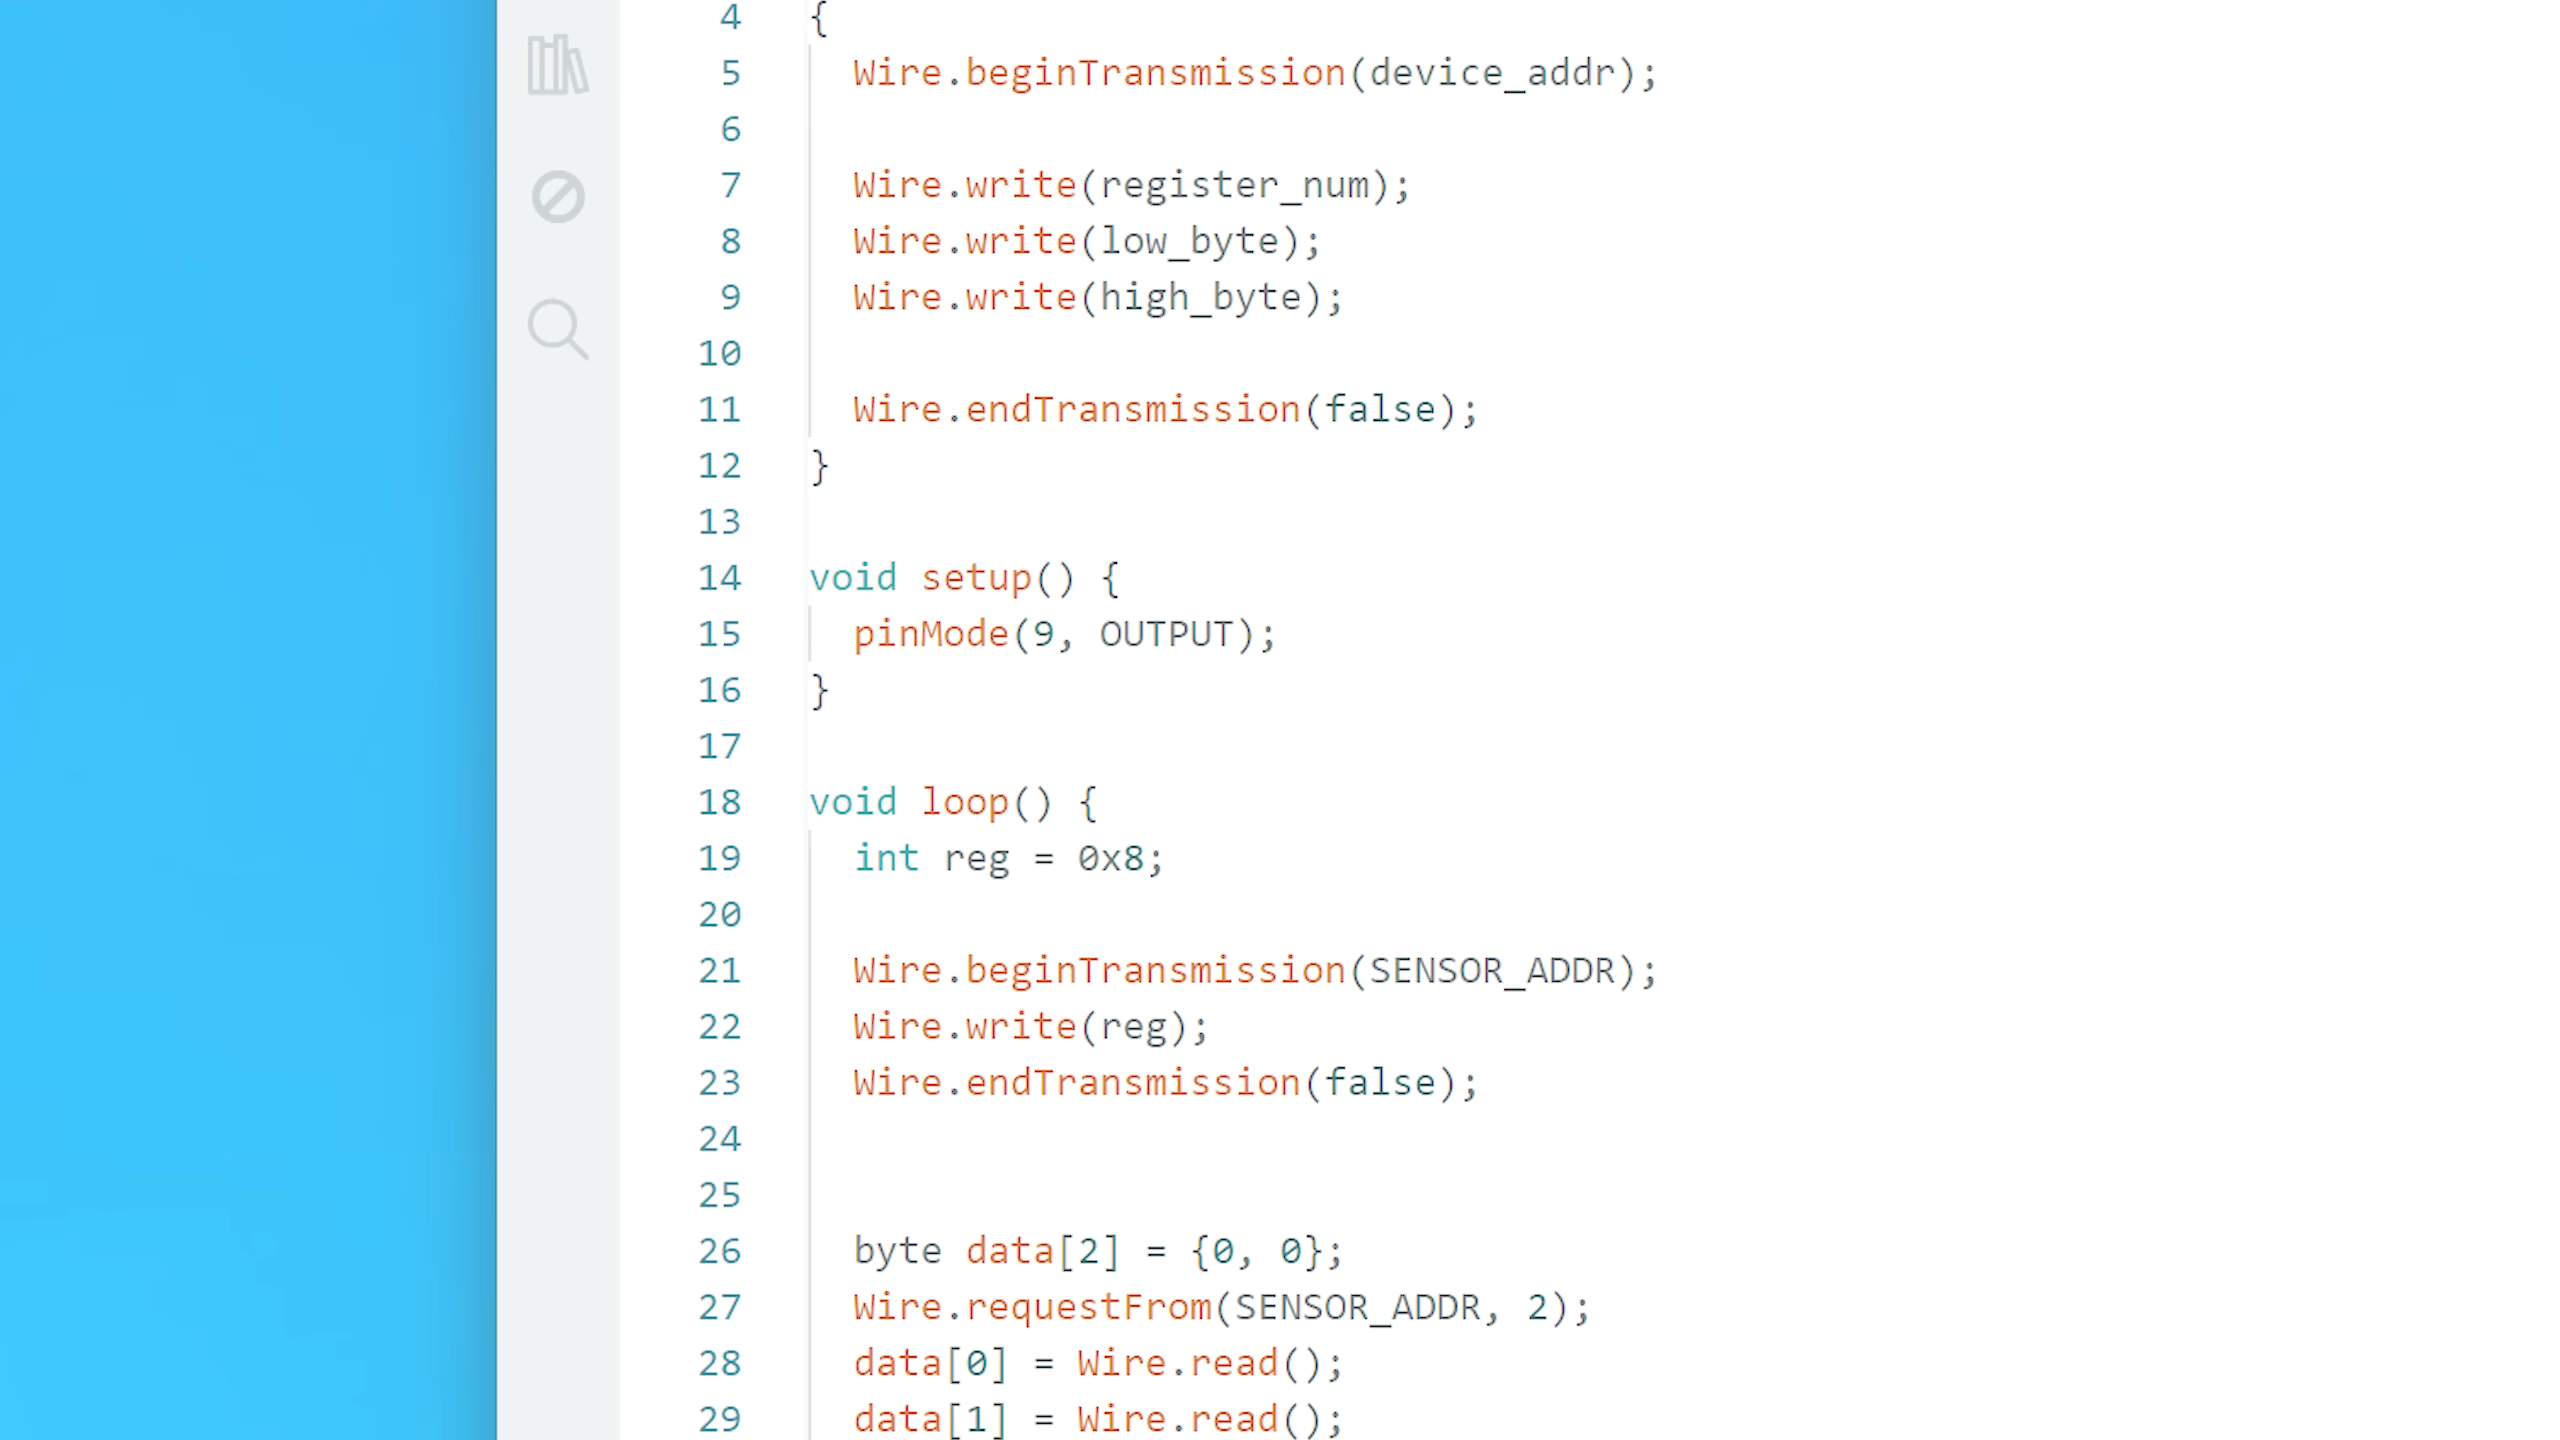 4 {
5 Wire.beginTransmission(device_addr);
6
7 Wire.write(register_num);
8 Wire.write(low_byte);
9 Wire.write(high_byte);
10
11 Wire.endTransmission(false);
12 }
13
14 void setup() {
15 pinMode(9, OUTPUT);
16 }
17
18 void loop() {
19 int reg = 0x8;
20
21 Wire.beginTransmission(SENSOR_ADDR);
22 Wire.write(reg);
23 Wire.endTransmission(false);
24
25
26 byte data[2] = {0, 0};
27 Wire.requestFrom(SENSOR_ADDR, 2);
28 data[0] = Wire.read();
29 data[1] = Wire.read();